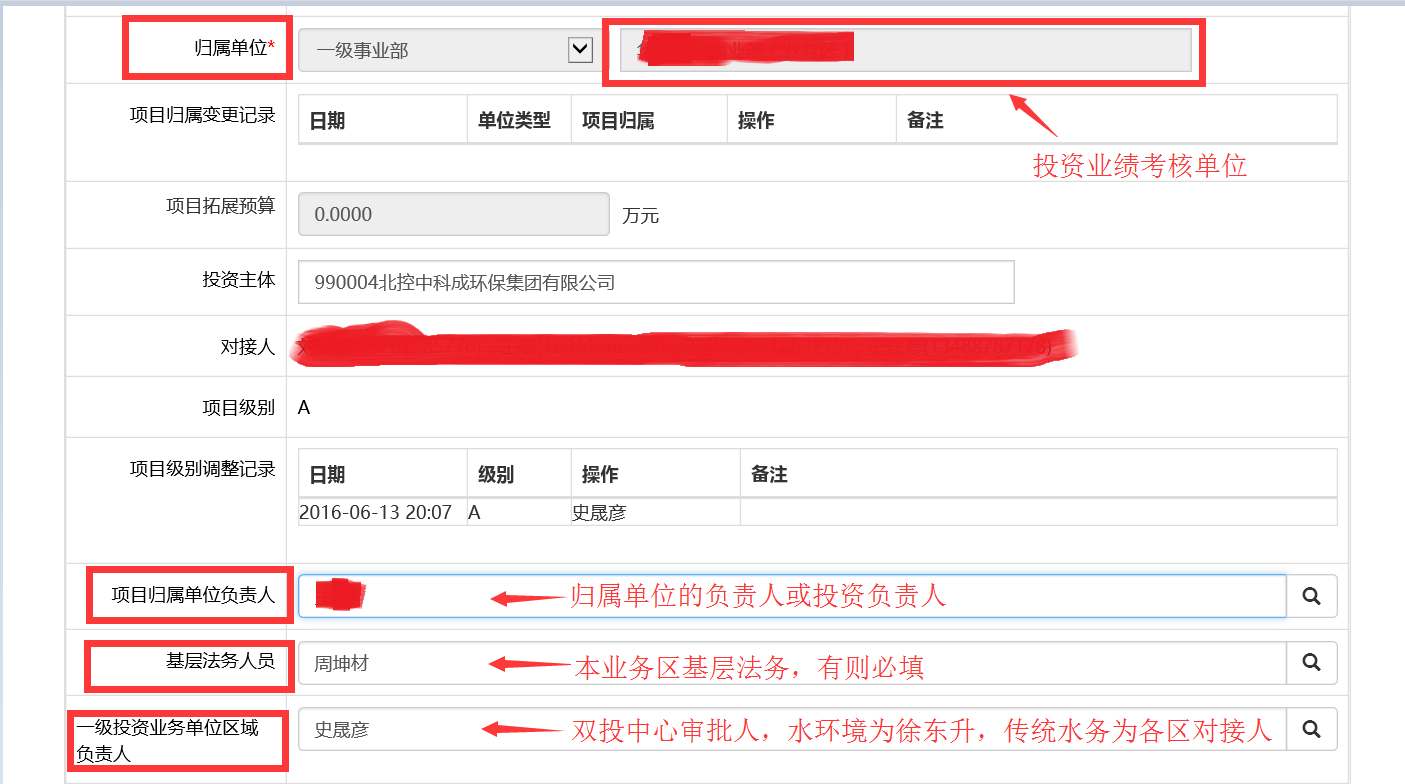 归属单位* 一级事业部
投资业绩考核单位
项目归属变更记录 日期 单位类型 项目归属 操作 备注
项目拓展预算 0.0000 万元
投资主体 990004北控中科成环保集团有限公司
对接人
项目级别 A
项目级别调整记录 日期 级别 操作 备注
2016-06-13 20:07 A 史晟彦
项目归属单位负责人 归属单位的负责人或投资负责人
基层法务人员 周坤材 本业务区基层法务，有则必填
一级投资业务单位区域
负责人 史晟彦 双投中心审批人，水环境为徐东升，传统水务为各区对接人